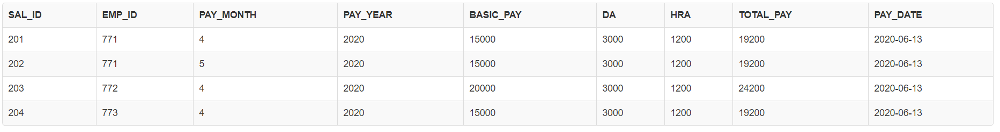 SAL_ID EMP_ID PAY_MONTH PAY_YEAR BASIC_PAY DA HRA TOTAL_PAY PAY_DATE
201 771 4 2020 15000 3000 1200 19200 2020-06-13
202 771 5 2020 15000 3000 1200 19200 2020-06-13
203 772 4 2020 20000 3000 1200 24200 2020-06-13
204 773 4 2020 15000 3000 1200 19200 2020-06-13